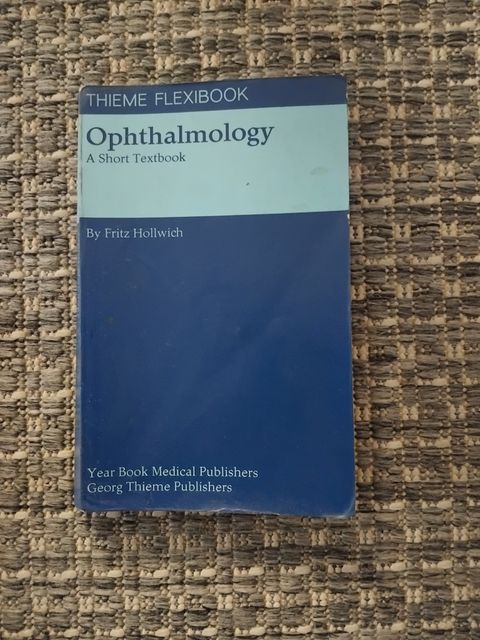 THIEME FLEXIBOOK
Ophthalmology
A Short Textbook
By Fritz Hollwich
Year Book Medical Publishers
Georg Thieme Publishers